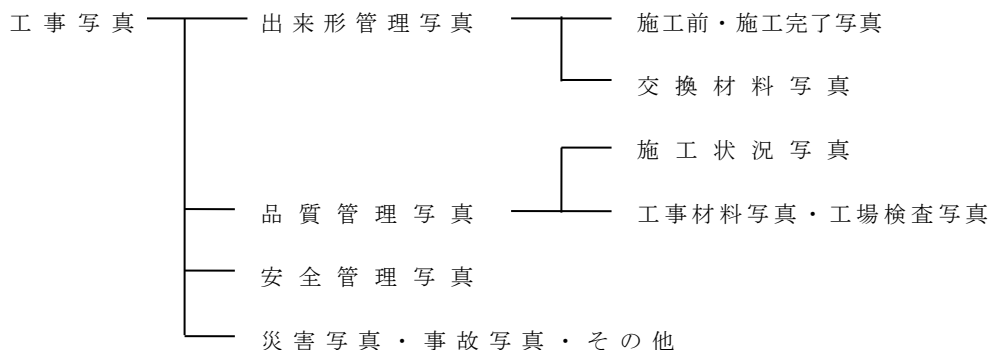 工事写真 出来形管理写真 施工前・施工完了写真
交換材料写真
施工状況写真
品質管理写真 工事材料写真・工場検査写真
安全管理写真
災害写真・事故写真・その他